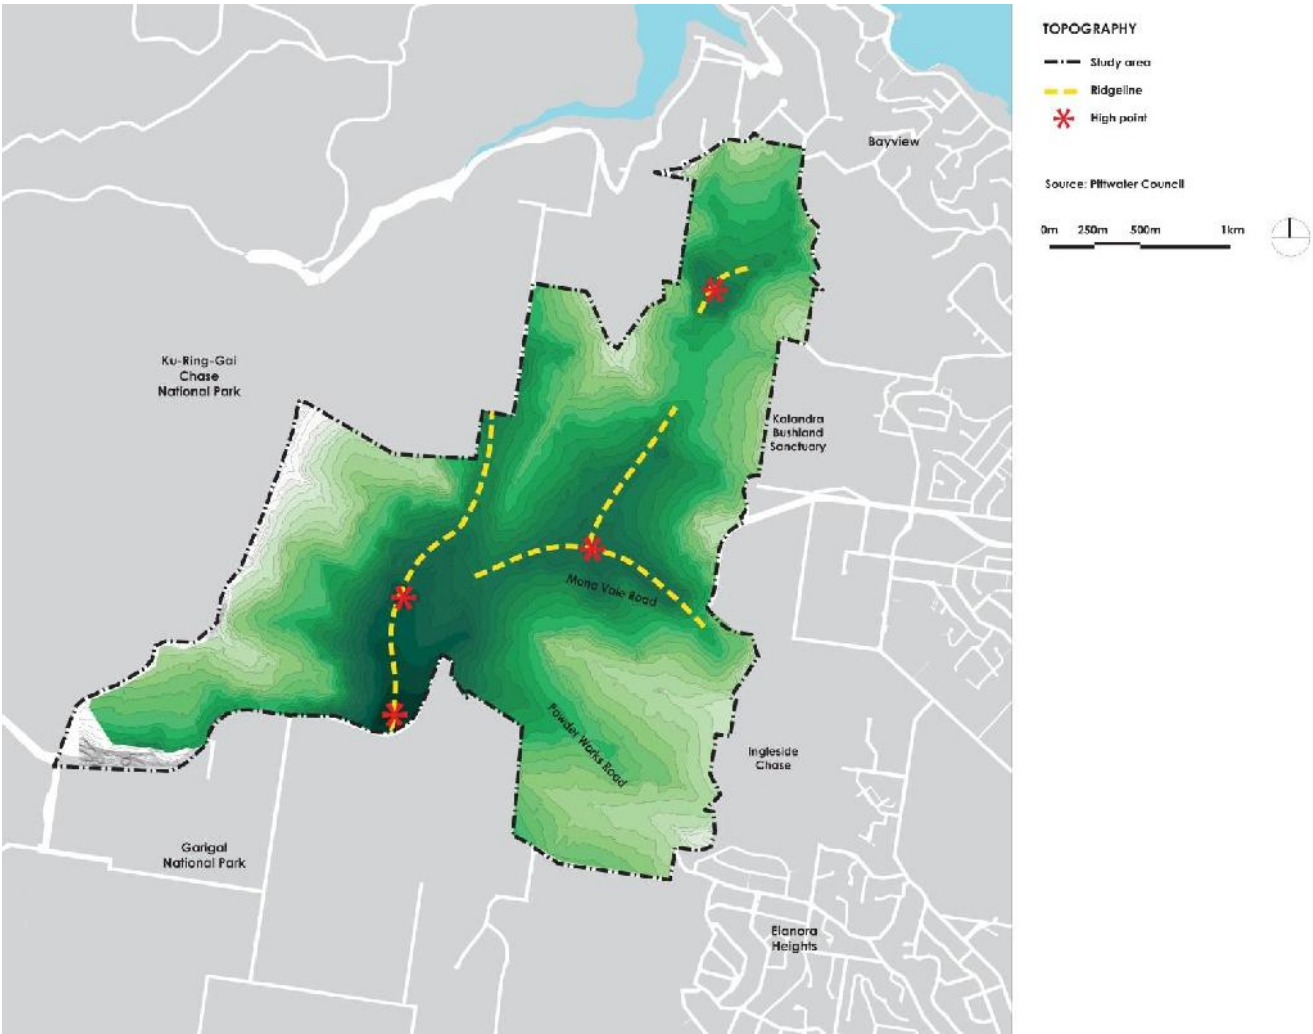 TOPOGRAPHY
Study area
Ridgeline
High point
Source: Pittwater Council
0m 250m 500m 1km
Bayview
Ku-Ring-Gai
Chase
National Park
Kalandra
Bushland
Sanctuary
Mona Vale Road
Powder Works Road
Ingleside
Chase
Garigal
National Park
Elanora
Heights